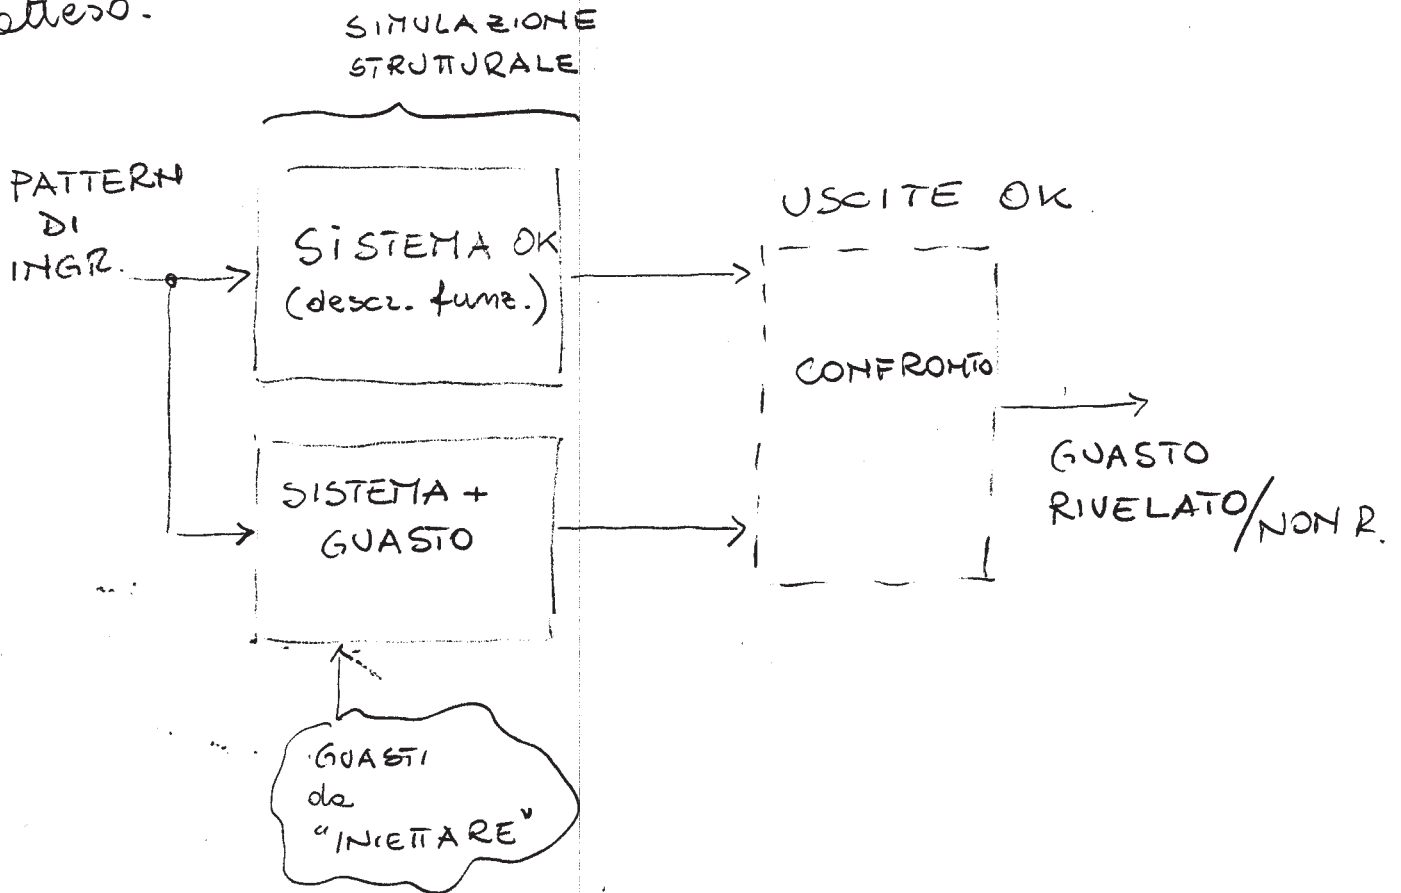 atteso.
SIMULAZIONE
STRUTTURALE
PATTERN
DI
INGR.
SISTEMA OK
(descr. funz.)
USCITE OK
CONFRONTO
SISTEMA +
GUASTO
GUASTO
RIVELATO/NON R.
GUASTI
da
"INIETTARE"